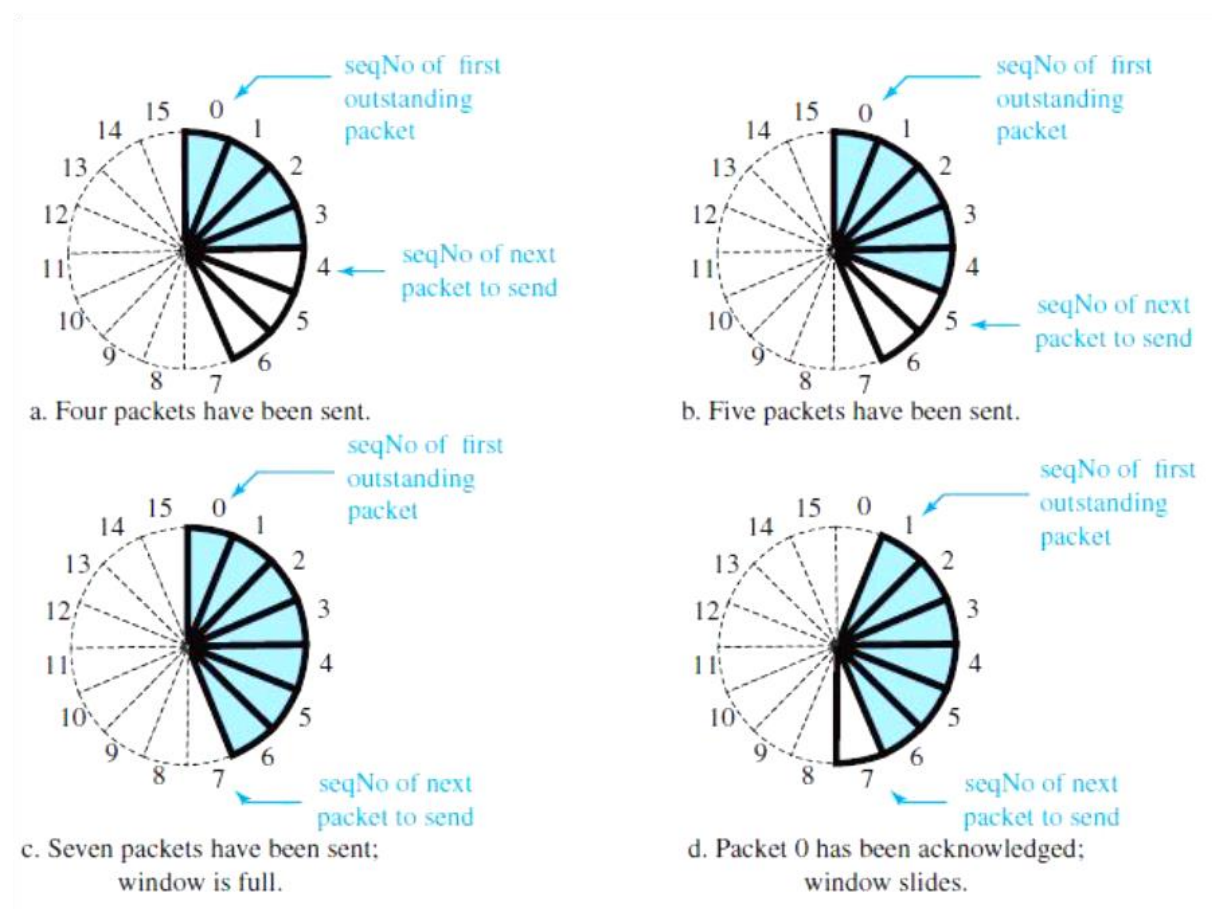 seqNo of first
outstanding
packet
0
1
2
3
4
5
6
7
8
9
10
11
12
13
14
15
seqNo of next
packet to send
a. Four packets have been sent.
seqNo of first
outstanding
packet
0
1
2
3
4
5
6
7
8
9
10
11
12
13
14
15
seqNo of next
packet to send
b. Five packets have been sent.
seqNo of first
outstanding
packet
0
1
2
3
4
5
6
7
8
9
10
11
12
13
14
15
seqNo of next
packet to send
c. Seven packets have been sent;
window is full.
seqNo of first
outstanding
packet
0
1
2
3
4
5
6
7
8
9
10
11
12
13
14
15
seqNo of next
packet to send
d. Packet 0 has been acknowledged;
window slides.